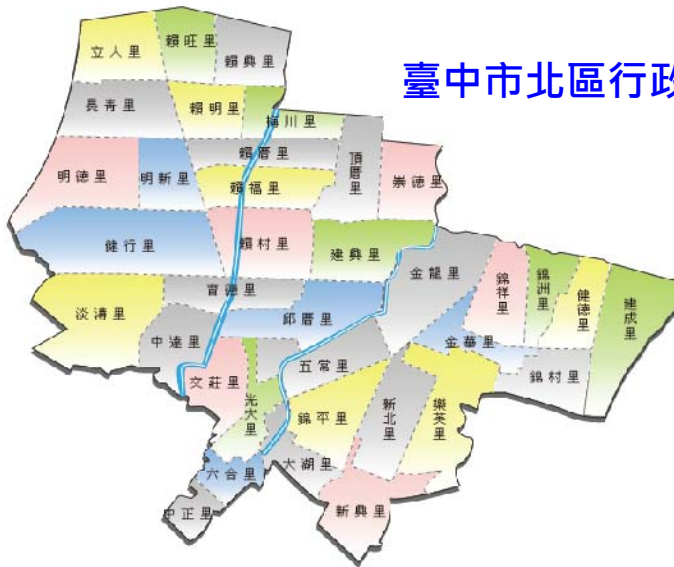 臺中市北區行政
立人里
賴旺里
賴興里
長青里
賴明里
梅川里
賴厝里
頂厝里
明德里
明新里
賴福里
崇德里
健行里
賴村里
建興里
金龍里
錦祥里
錦洲里
健德里
建成里
育德里
淡溝里
邱厝里
中達里
金華里
五常里
錦村里
文莊里
光大里
錦平里
新北里
樂英里
大湖里
六合里
中正里
新興里